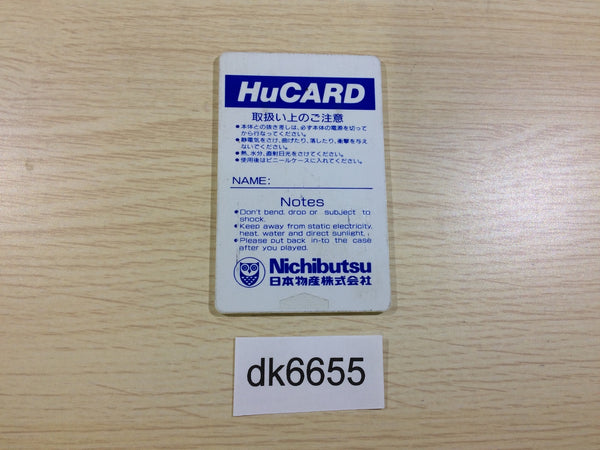 HuCARD
取扱い上のご注意
●本体との抜き差しは、必ず本体の電源を切って
から行なってください。
●静電気をさけ、曲げたり、落したり、衝撃を与え
ないでください。
●熱、水分、直射日光をさけてください。
●使用後はビニールケースに入れてください。
NAME:
Notes
●Don't bend, drop or subject to
shock.
●Keep away from static electricity,
heat, water and direct sunlight.
●Please put back in-to the case
after you played.
Nichibutsu
日本物産株式会社
dk6655